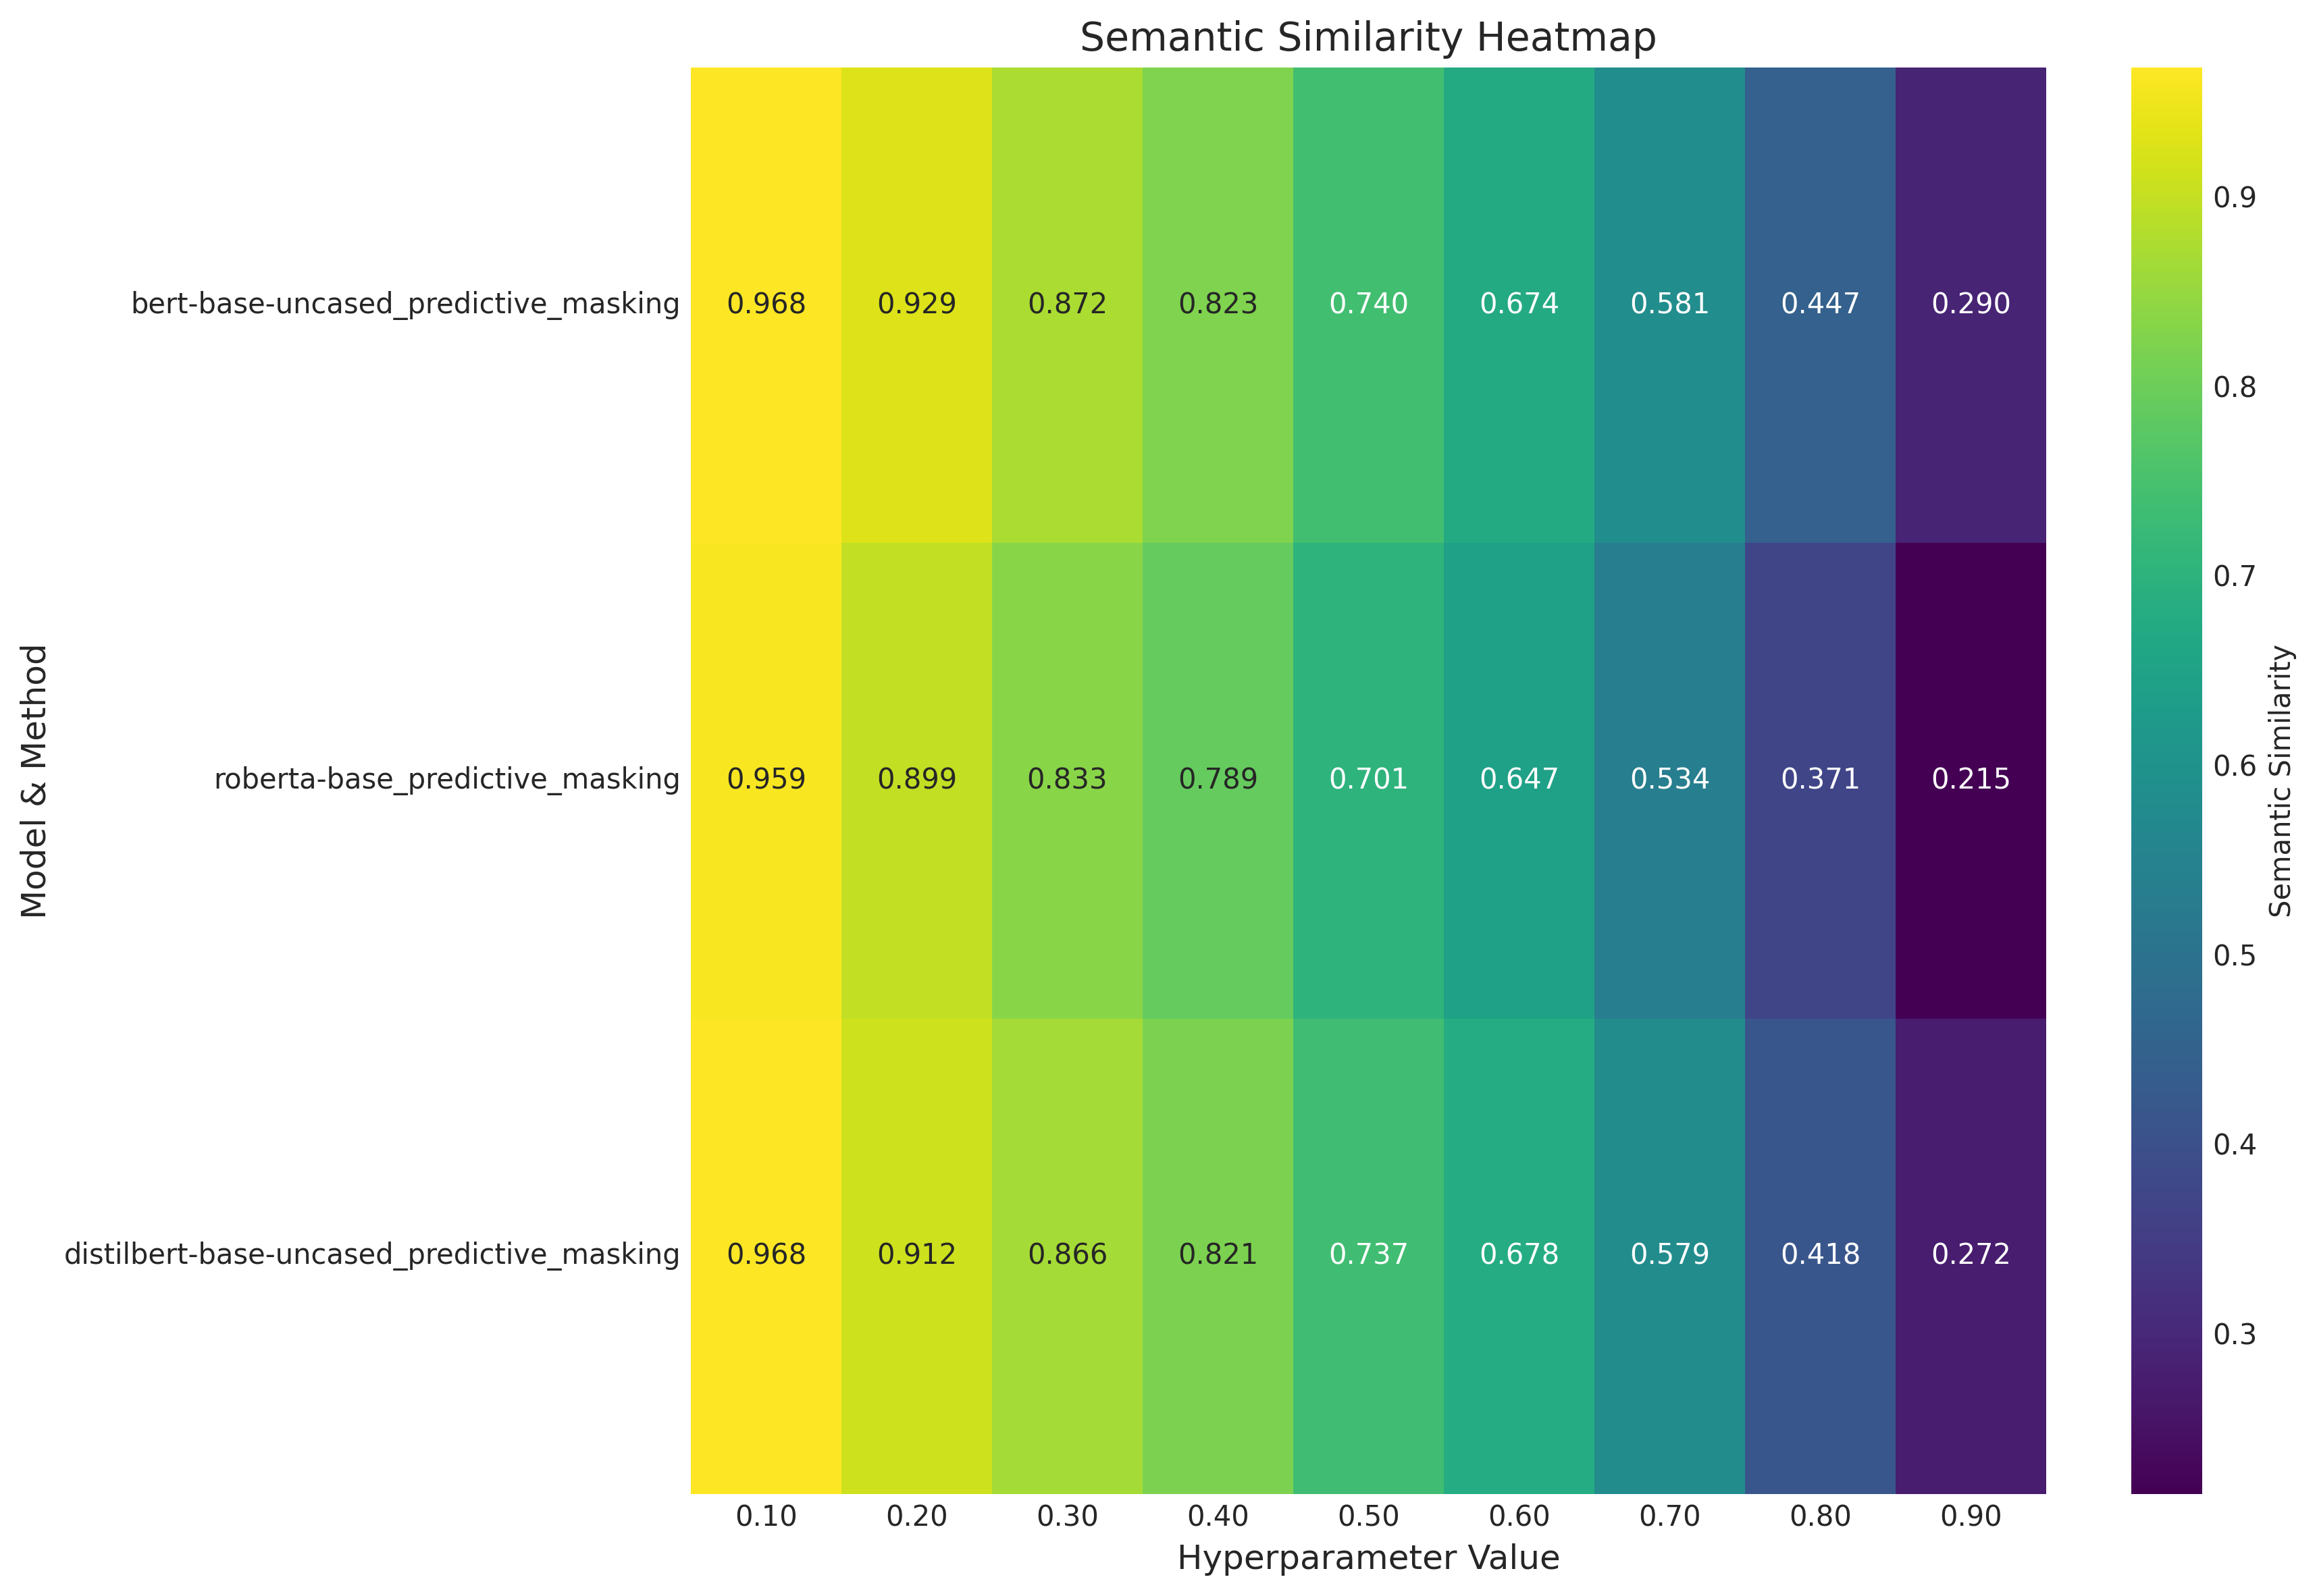 Semantic Similarity Heatmap
Model & Method
bert-base-uncased_predictive_masking 0.968 0.929 0.872 0.823 0.740 0.674 0.581 0.447 0.290
roberta-base_predictive_masking 0.959 0.899 0.833 0.789 0.701 0.647 0.534 0.371 0.215
distilbert-base-uncased_predictive_masking 0.968 0.912 0.866 0.821 0.737 0.678 0.579 0.418 0.272
0.10 0.20 0.30 0.40 0.50 0.60 0.70 0.80 0.90
Hyperparameter Value
0.9
0.8
0.7
0.6
0.5
0.4
0.3
Semantic Similarity